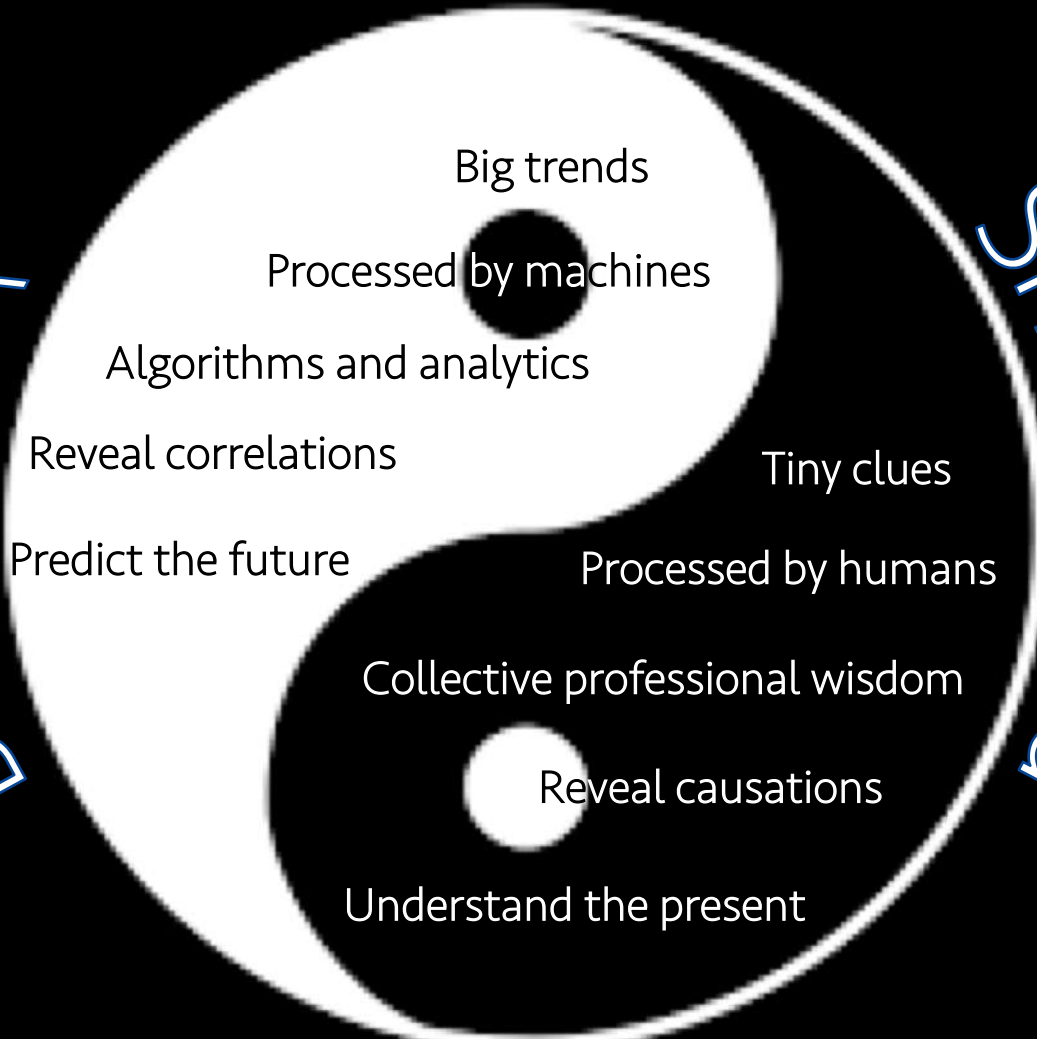 Big trends
Processed by machines
Algorithms and analytics
Reveal correlations
Predict the future
Tiny clues
Processed by humans
Collective professional wisdom
Reveal causations
Understand the present